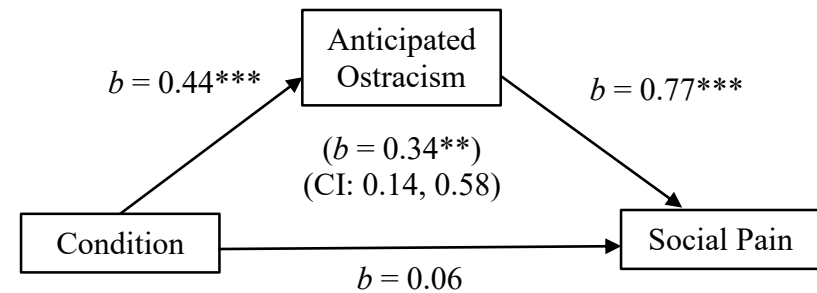 Anticipated
Ostracism
b = 0.44***
b = 0.77***
(b = 0.34**)
(CI: 0.14, 0.58)
Condition
Social Pain
b = 0.06